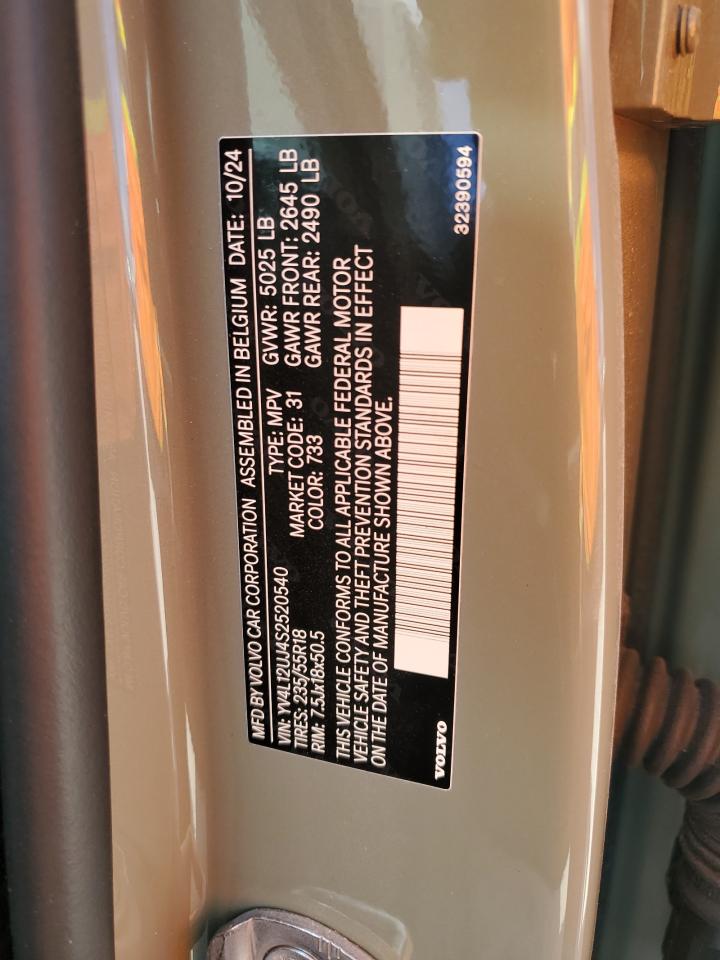 MFD BY VOLVO CAR CORPORATION ASSEMBLED IN BELGIUM DATE: 10/24
VIN: YV4L12UJ4S2520540 TYPE: MPV GVWR: 5025 LB
TIRES: 235/55R18 MARKET CODE: 31 GAWR FRONT: 2645 LB
RIM: 7.5Jx18x50.5 COLOR: 733 GAWR REAR: 2490 LB
THIS VEHICLE CONFORMS TO ALL APPLICABLE FEDERAL MOTOR
VEHICLE SAFETY AND THEFT PREVENTION STANDARDS IN EFFECT
ON THE DATE OF MANUFACTURE SHOWN ABOVE.
VOLVO 32390594